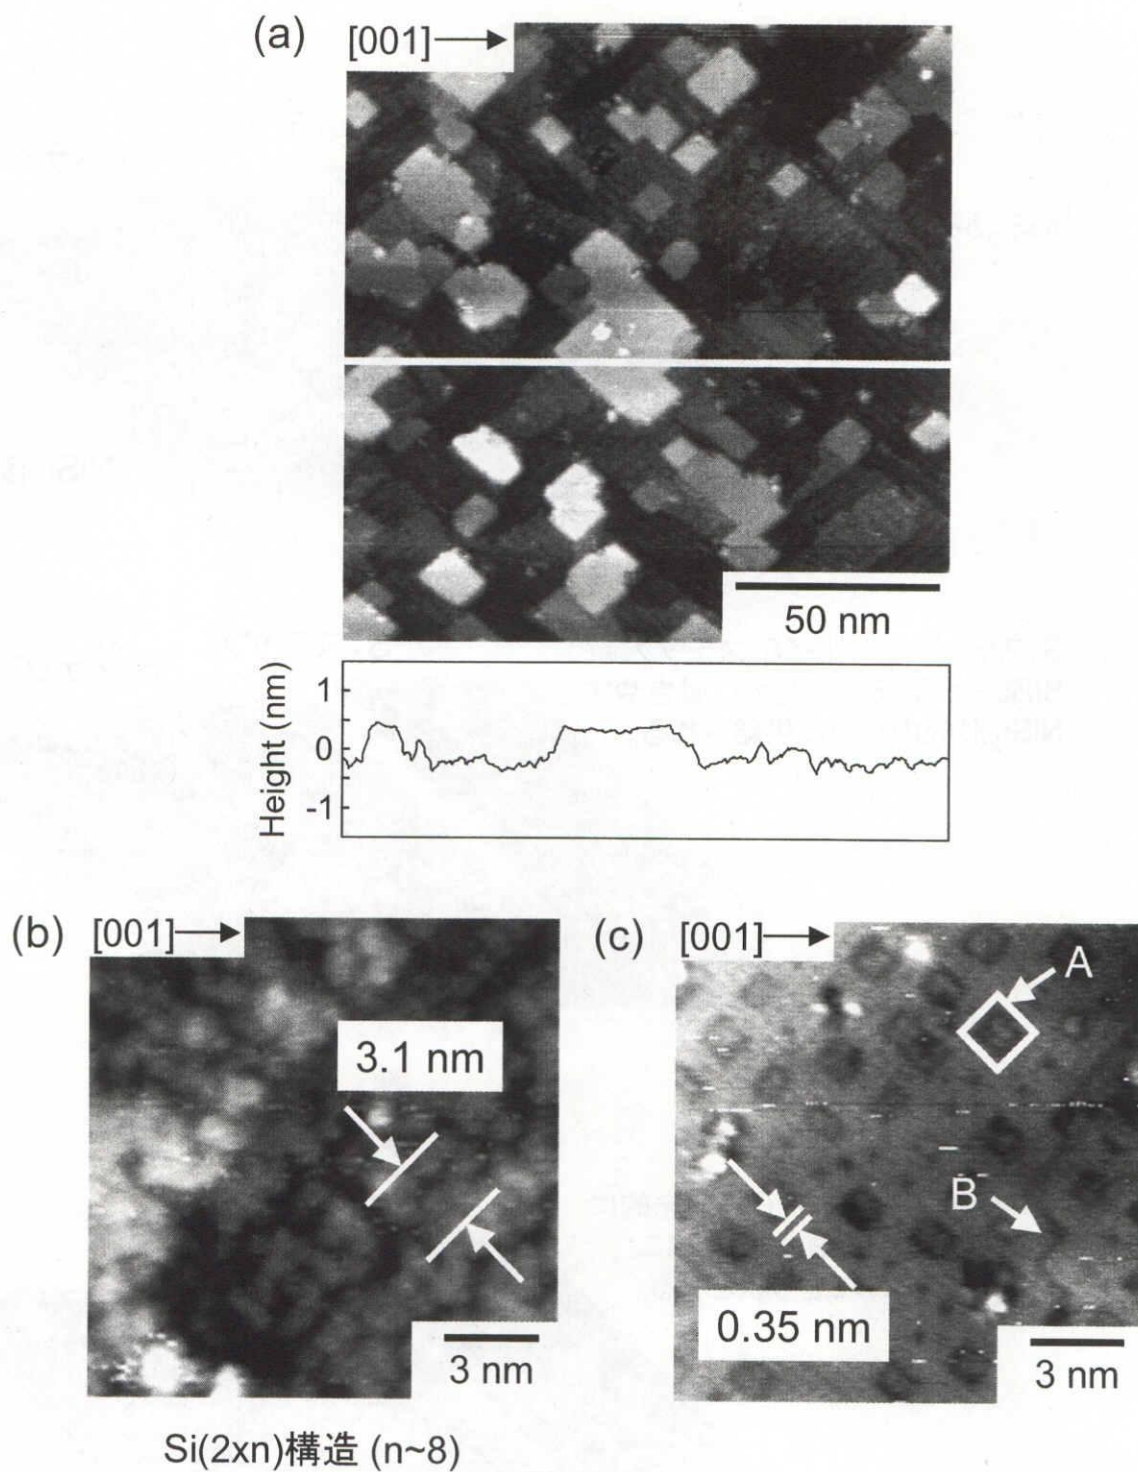 (a) [001]
50 nm
Height (nm)
1
0
-1
(b) [001]
3.1 nm
3 nm
Si(2xn)構造 (n~8)
(c) [001]
A
B
0.35 nm
3 nm